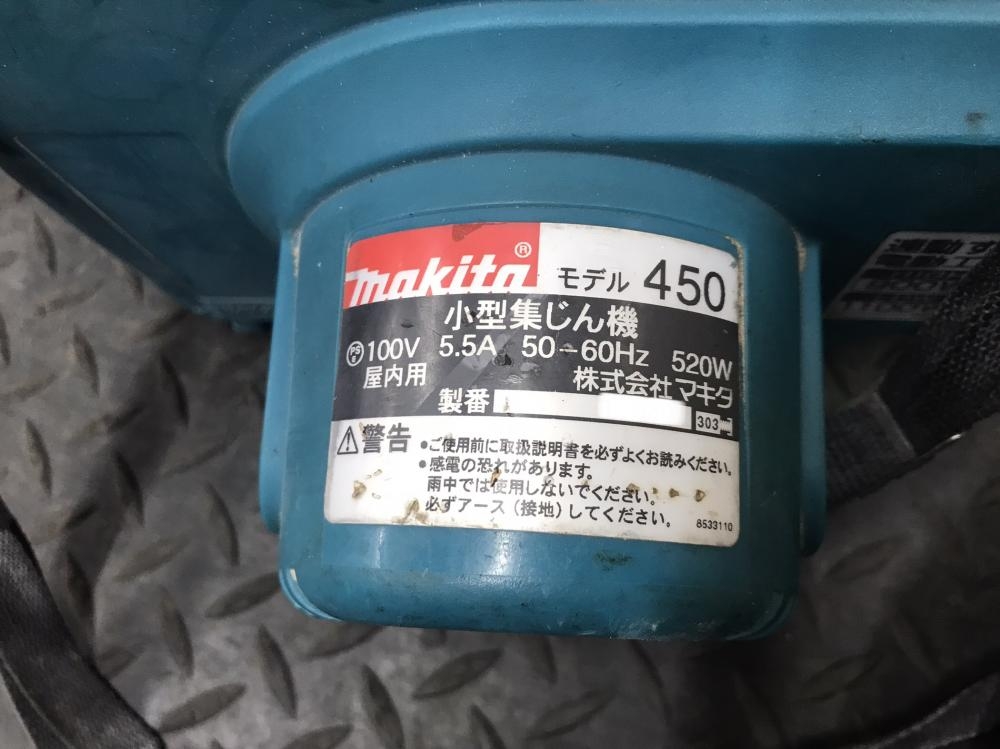 makita® モデル 450
小型集じん機
PS E 100V 5.5A 50-60Hz 520W
屋内用 株式会社マキタ
製番 303
⚠警告 •ご使用前に取扱説明書を必ずよくお読みください。
•感電の恐れがあります。
雨中では使用しないでください。
必ずアース（接地）してください。
8533110
連動す